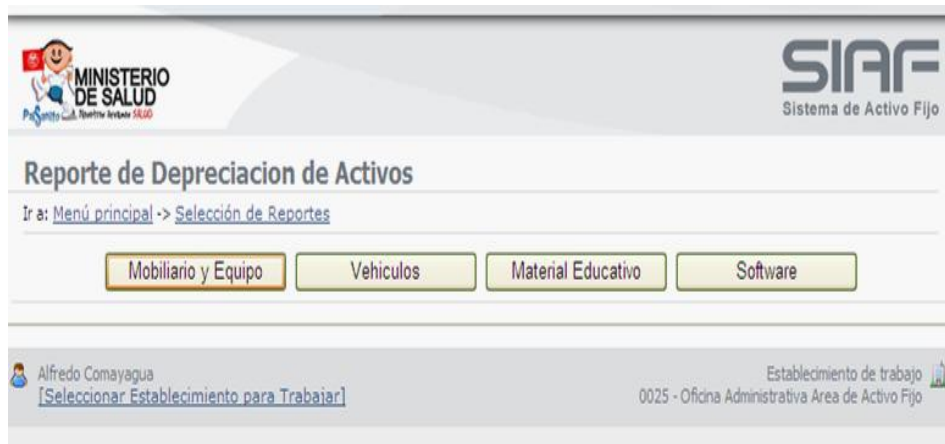 MINISTERIO
DE SALUD
SIAF
Sistema de Activo Fijo
Reporte de Depreciacion de Activos
Ir a: Menú principal -> Selección de Reportes
Mobiliario y Equipo
Vehiculos
Material Educativo
Software
Alfredo Comayagua
[Seleccionar Establecimiento para Trabajar]
Establecimiento de trabajo
0025 - Oficina Administrativa Area de Activo Fijo